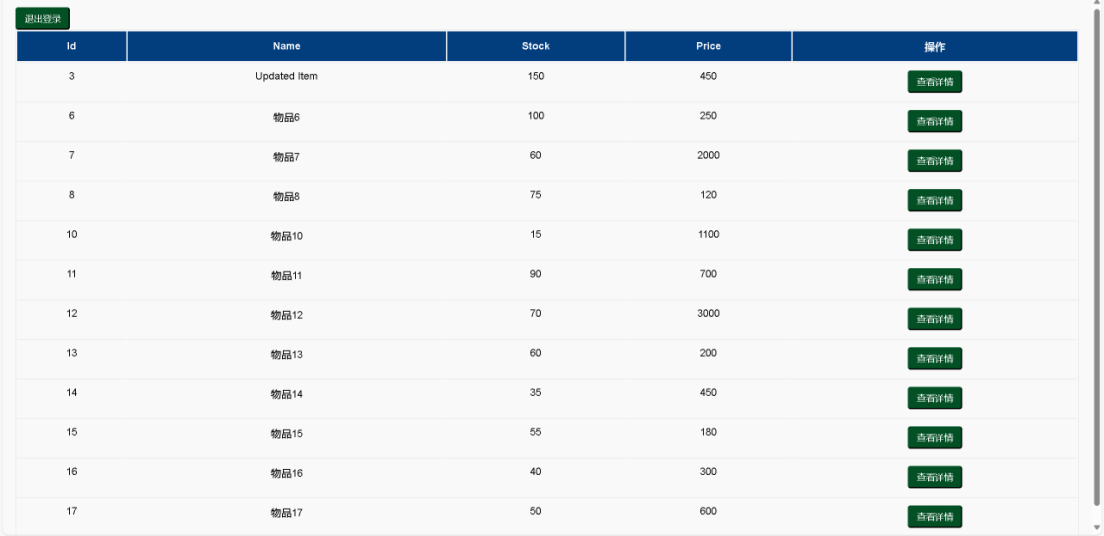 退出登录
Id Name Stock Price 操作
3 Updated Item 150 450 查看详情
6 物品6 100 250 查看详情
7 物品7 60 2000 查看详情
8 物品8 75 120 查看详情
10 物品10 15 1100 查看详情
11 物品11 90 700 查看详情
12 物品12 70 3000 查看详情
13 物品13 60 200 查看详情
14 物品14 35 450 查看详情
15 物品15 55 180 查看详情
16 物品16 40 300 查看详情
17 物品17 50 600 查看详情